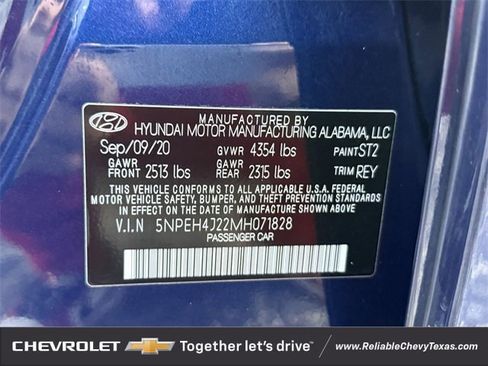 MANUFACTURED BY
HYUNDAI MOTOR MANUFACTURING ALABAMA, LLC
Sep/09/20 GVWR 4354 lbs PAINT ST2
GAWR FRONT 2513 lbs GAWR REAR 2315 lbs TRIM REY
THIS VEHICLE CONFORMS TO ALL APPLICABLE U.S.A. FEDERAL
MOTOR VEHICLE SAFETY, BUMPER, AND THEFT PREVENTION
STANDARDS IN EFFECT ON THE DATE OF MANUFACTURE
SHOWN ABOVE.
V.I.N 5NPEH4J22MH071828
PASSENGER CAR
CHEVROLET Together let's drive™ www.ReliableChevyTexas.com